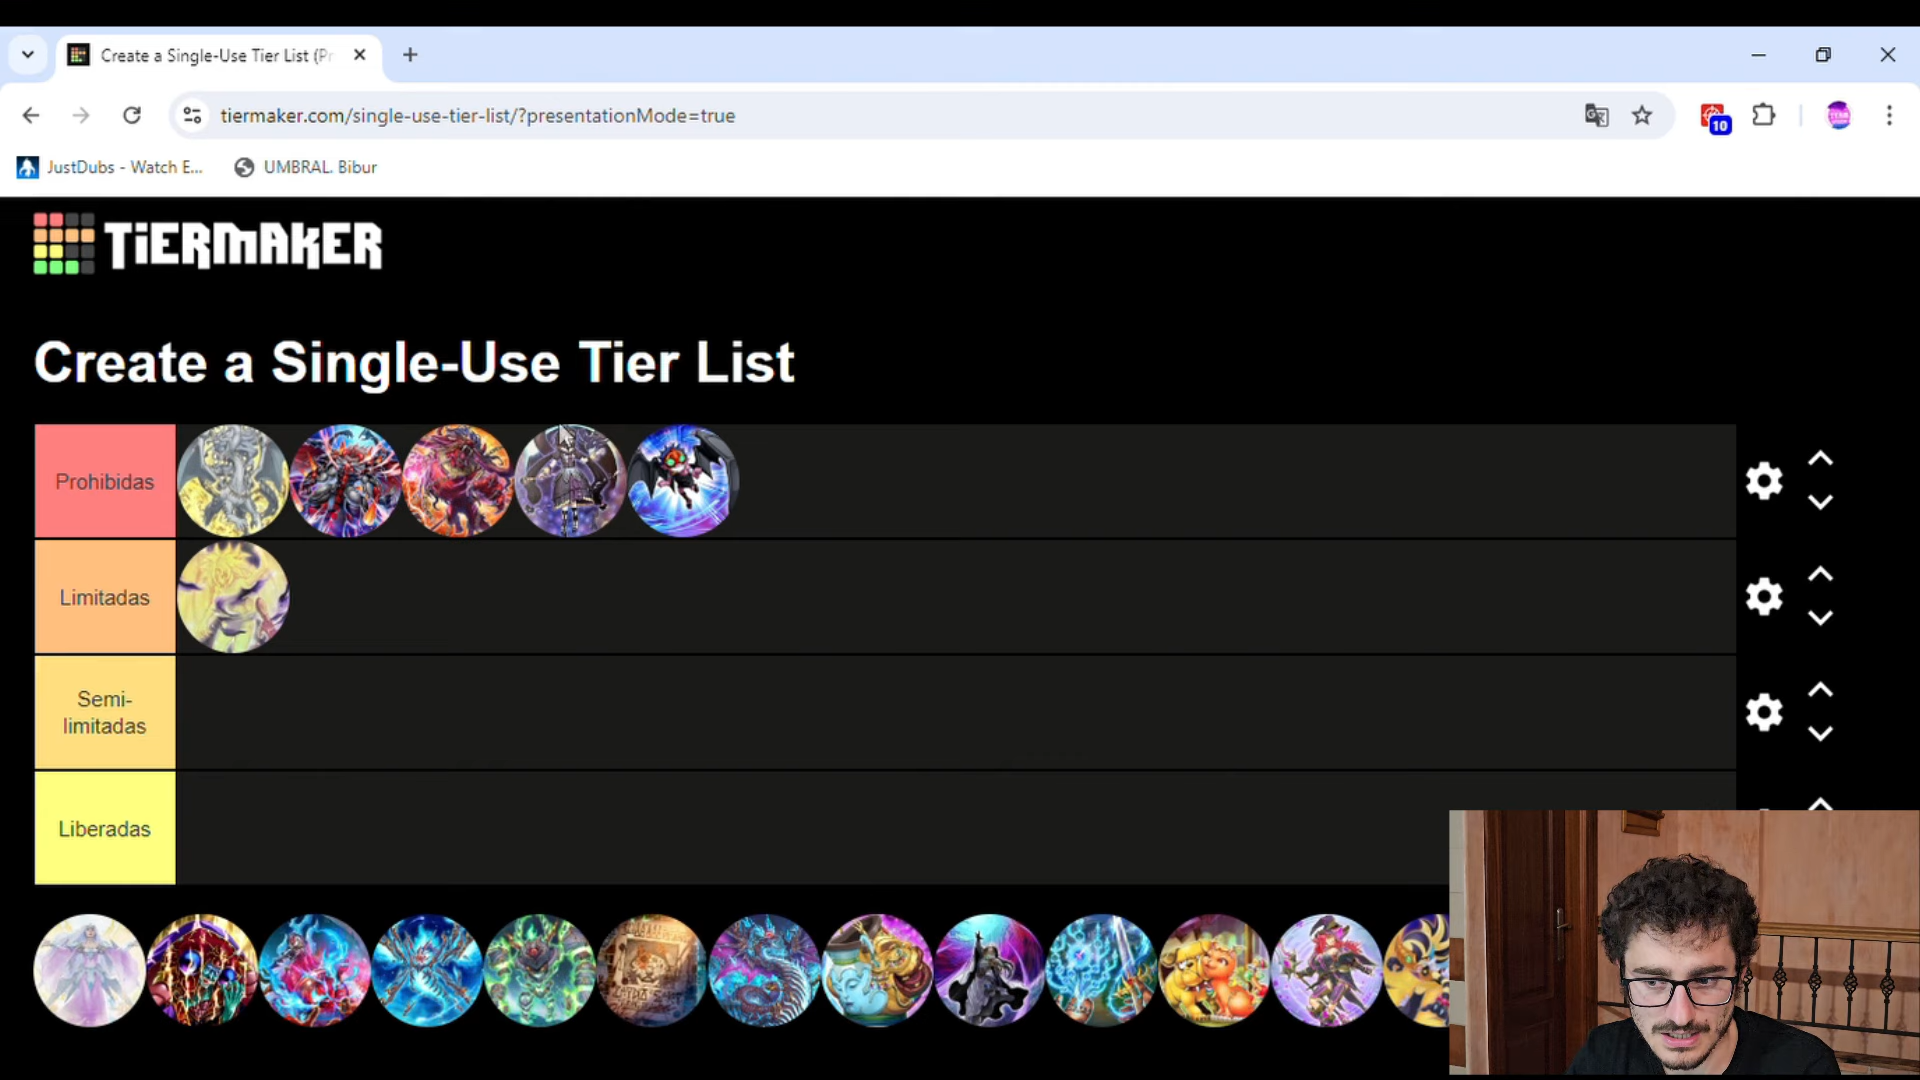 Create a Single-Use Tier List (Pr
tiermaker.com/single-use-tier-list/?presentationMode=true
10
JustDubs - Watch E...
UMBRAL. Bibur
TiERMAKER
Create a Single-Use Tier List
Prohibidas
Limitadas
Semi-
limitadas
Liberadas